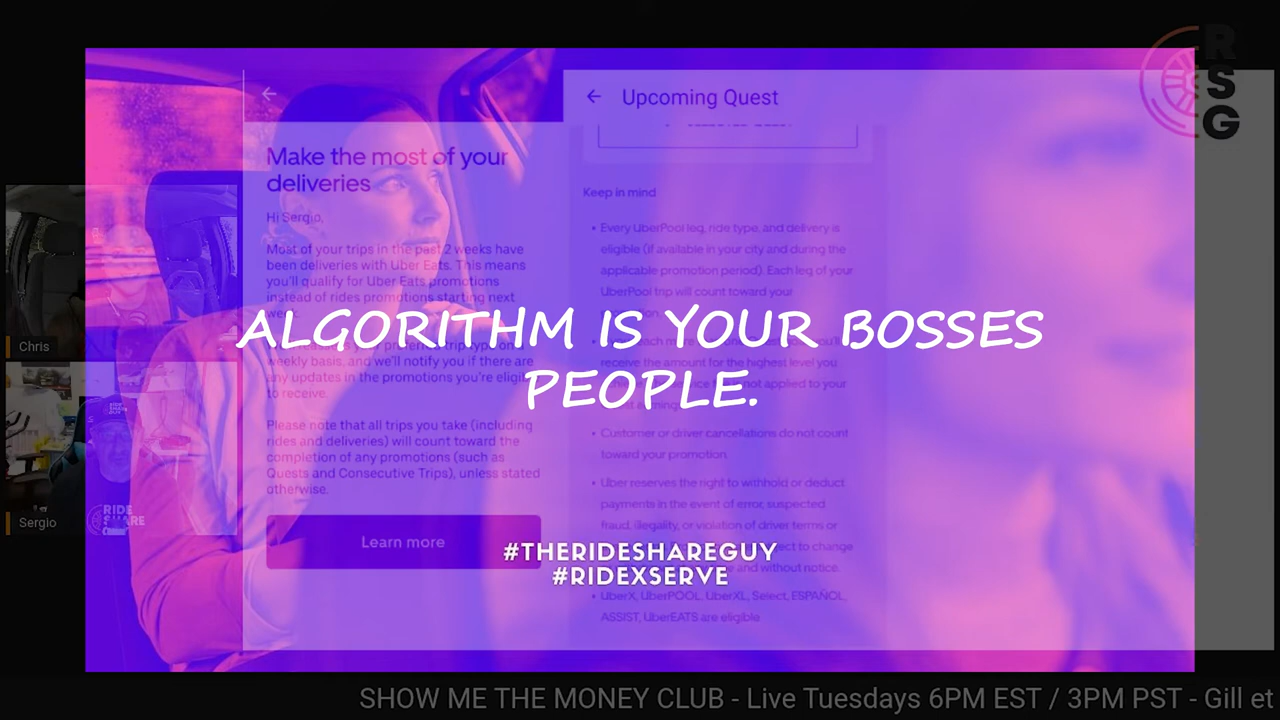 R
S
G
Upcoming Quest
Make the most of your
deliveries
Hi Sergio,
Most of your trips in the past 2 weeks have
been deliveries with Uber Eats. This means
you'll qualify for Uber Eats promotions
instead of rides promotions starting next
week.
weekly basis, and we'll notify you if there are
any updates in the promotions you're
to receive.
Please note that all trips you take (including
rides and deliveries) will count toward the
completion of any promotions (such as
Quests and Consecutive Trips), unless stated
otherwise.
Learn more
Keep in mind
• Every UberPool leg, ride type, and delivery is
eligible (if available in your city and during the
applicable promotion period). Each leg of your
UberPool trip will count toward your
receive the amount for the highest level you
not applied to your
• Customer or driver cancellations do not count
toward your promotion.
• Uber reserves the right to withhold or deduct
payments in the event of error, suspected
fraud, illegality, or violation of driver terms or
to change
and without notice.
• UberX, UberPOOL, UberXL, Select, ESPAÑOL,
ASSIST, UberEATS are eligible
ALGORITHM IS YOUR BOSSES
PEOPLE.
#THERIDESHAREGUY
#RIDEXSERVE
Chris
Sergio
RIDE
SHARE
SHOW ME THE MONEY CLUB - Live Tuesdays 6PM EST / 3PM PST - Gill et